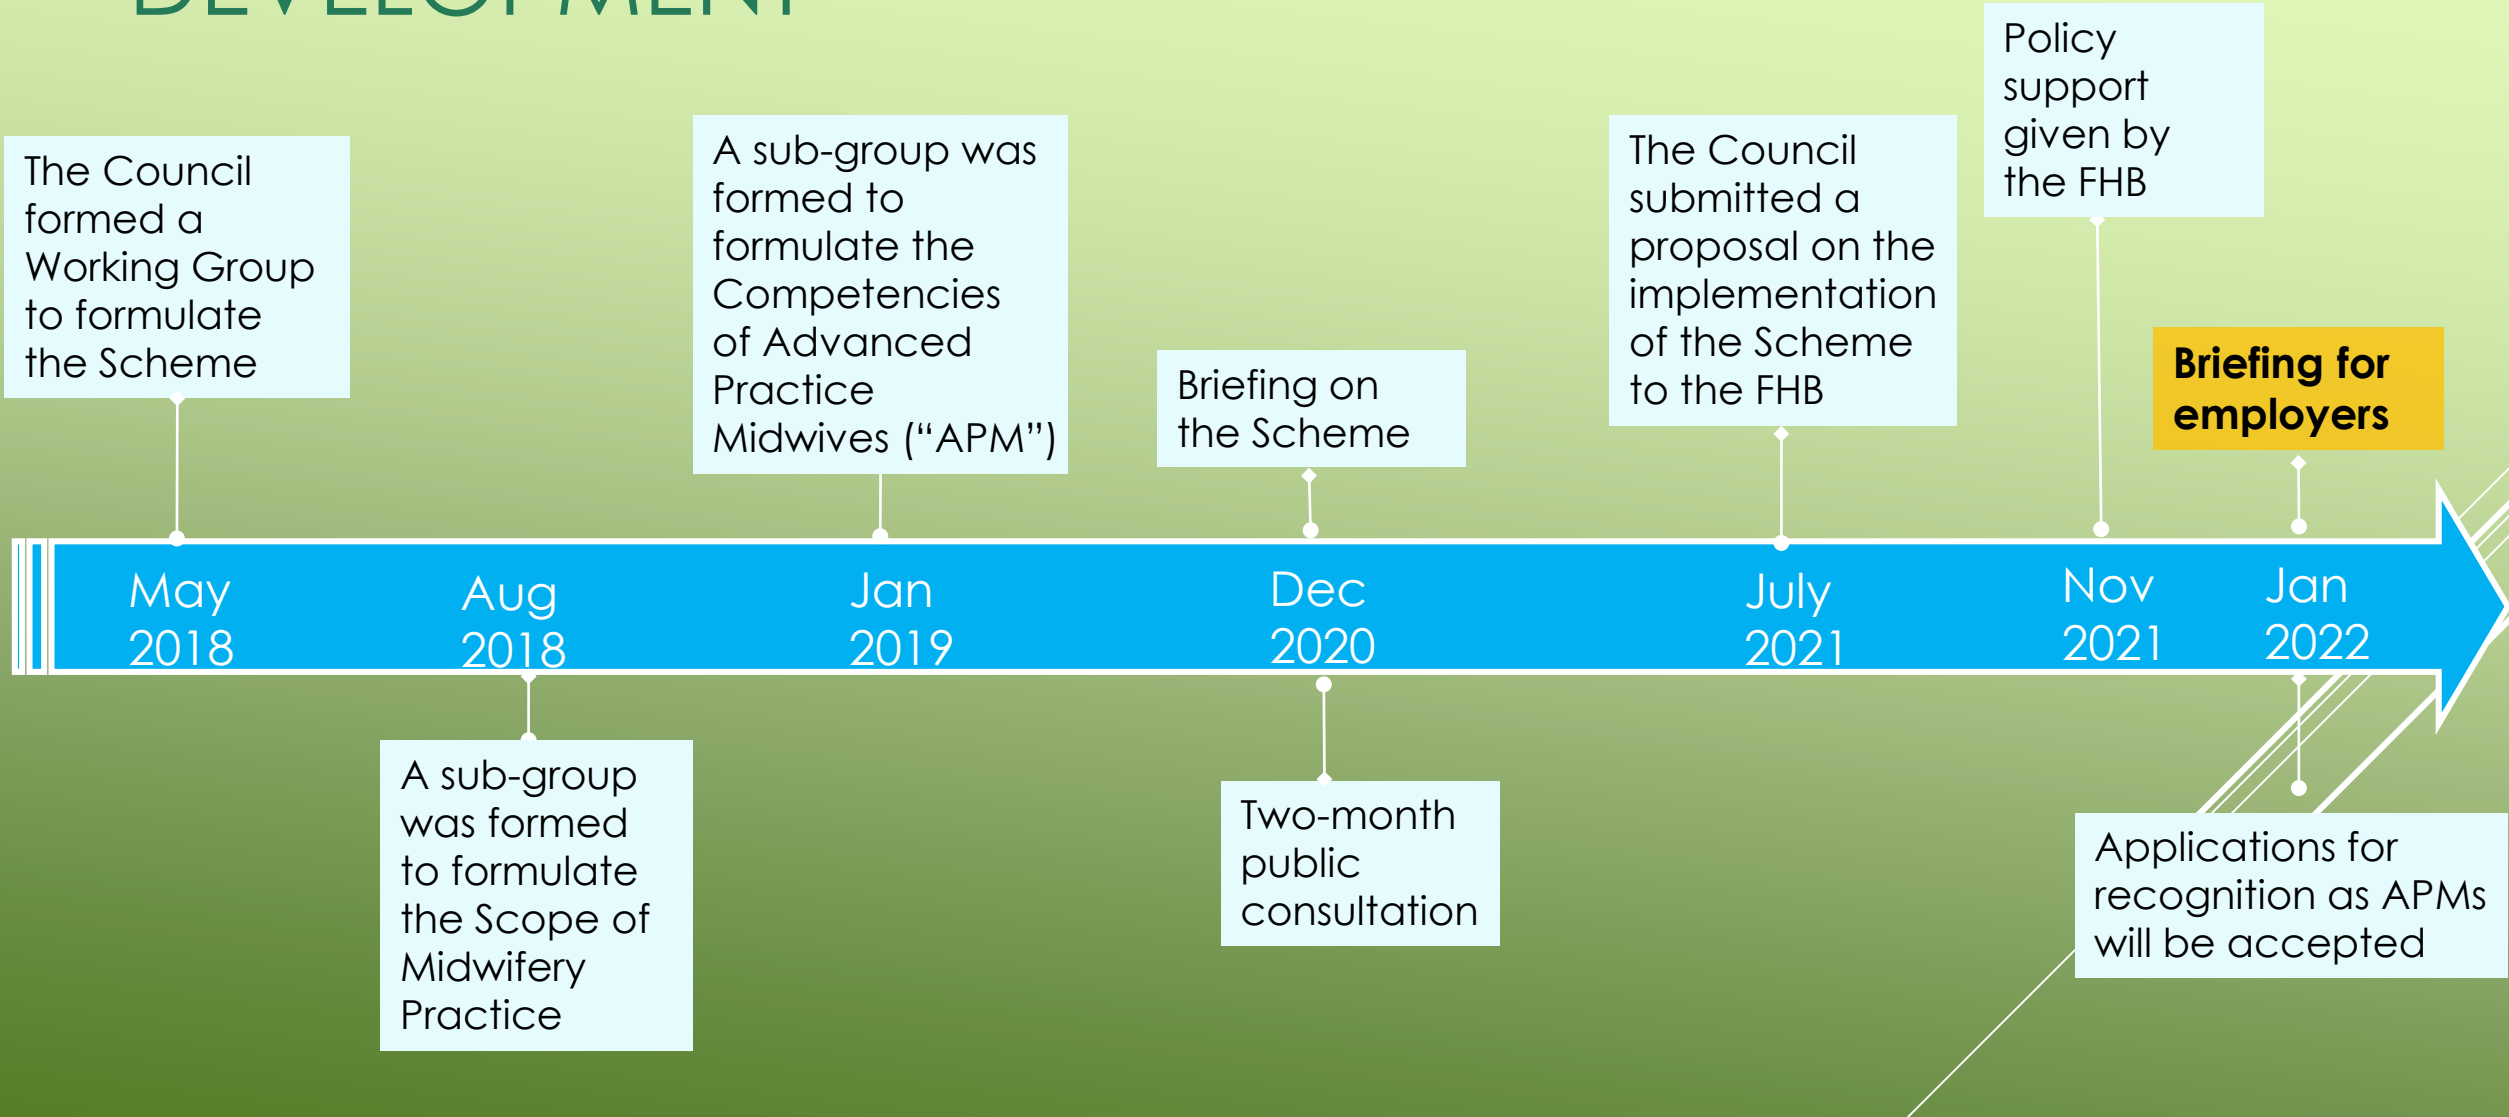 DEVELOPMENT
Policy
support
given by
the FHB
The Council
formed a
Working Group
to formulate
the Scheme
A sub-group was
formed to
formulate the
Competencies
of Advanced
Practice
Midwives (“APM”)
Briefing on
the Scheme
The Council
submitted a
proposal on the
implementation
of the Scheme
to the FHB
Briefing for
employers
May
2018
Aug
2018
Jan
2019
Dec
2020
July
2021
Nov
2021
Jan
2022
A sub-group
was formed
to formulate
the Scope of
Midwifery
Practice
Two-month
public
consultation
Applications for
recognition as APMs
will be accepted